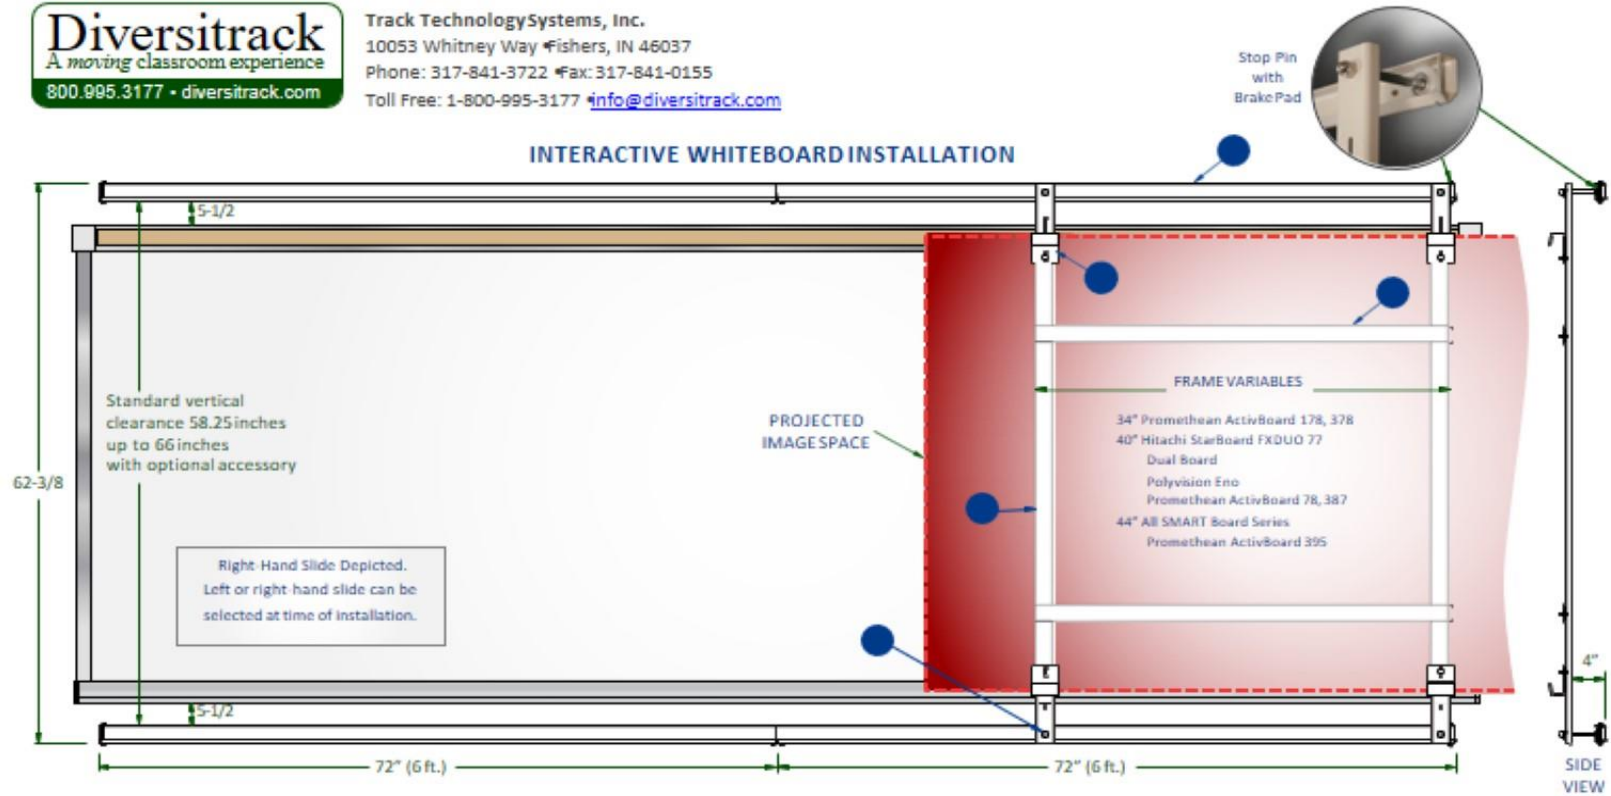 Diversitrack
A moving classroom experience
800.995.3177 • diversitrack.com
Track TechnologySystems, Inc.
10053 Whitney Way •Fishers, IN 46037
Phone: 317-841-3722 •Fax: 317-841-0155
Toll Free: 1-800-995-3177 •info@diversitrack.com
Stop Pin
with
Brake Pad
INTERACTIVE WHITEBOARD INSTALLATION
5-1/2
Standard vertical
clearance 58.25 inches
up to 66 inches
with optional accessory
62-3/8
PROJECTED
IMAGE SPACE
FRAME VARIABLES
34" Promethean ActivBoard 178, 378
40" Hitachi StarBoard FXDUO 77
Dual Board
Polyvision Eno
Promethean ActivBoard 78, 387
44" All SMART Board Series
Promethean ActivBoard 395
Right-Hand Slide Depicted.
Left or right-hand slide can be
selected at time of installation.
5-1/2
4"
72" (6 ft.)
72" (6 ft.)
SIDE
VIEW